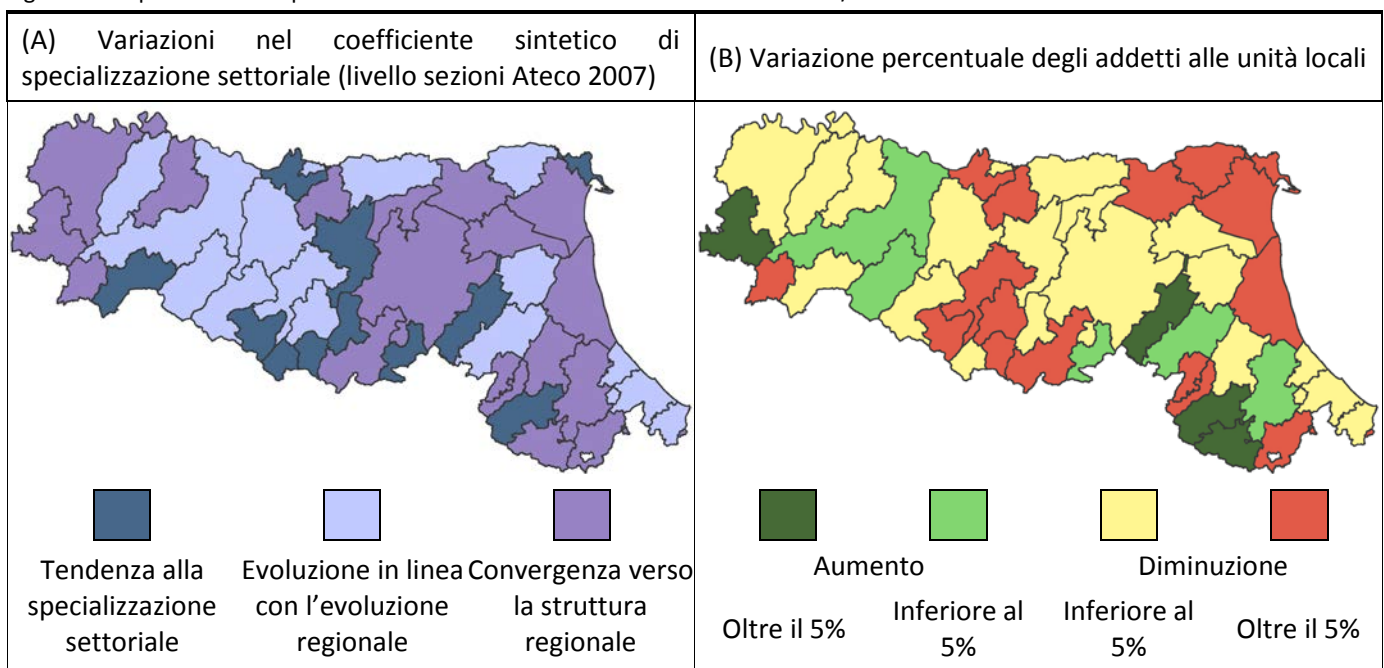 (A) Variazioni nel coefficiente sintetico di
specializzazione settoriale (livello sezioni Ateco 2007)
(B) Variazione percentuale degli addetti alle unità locali
Tendenza alla
specializzazione
settoriale
Evoluzione in linea
con l'evoluzione
regionale
Convergenza verso
la struttura
regionale
Aumento
Diminuzione
Oltre il 5%
Inferiore al
5%
Inferiore al
5%
Oltre il 5%